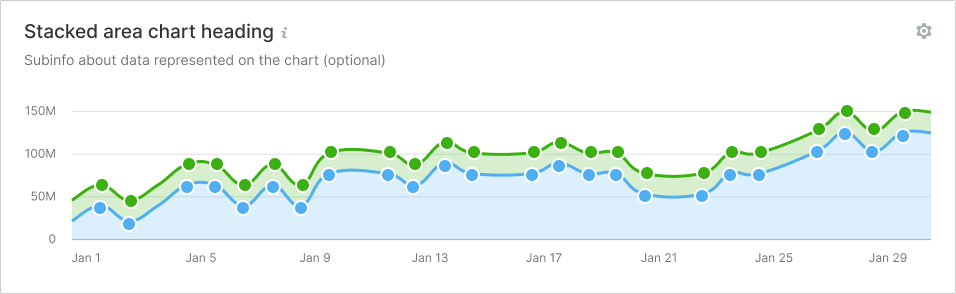 Stacked area chart heading i
Subinfo about data represented on the chart (optional)
150M
100M
50M
0
Jan 1 Jan 5 Jan 9 Jan 13 Jan 17 Jan 21 Jan 25 Jan 29